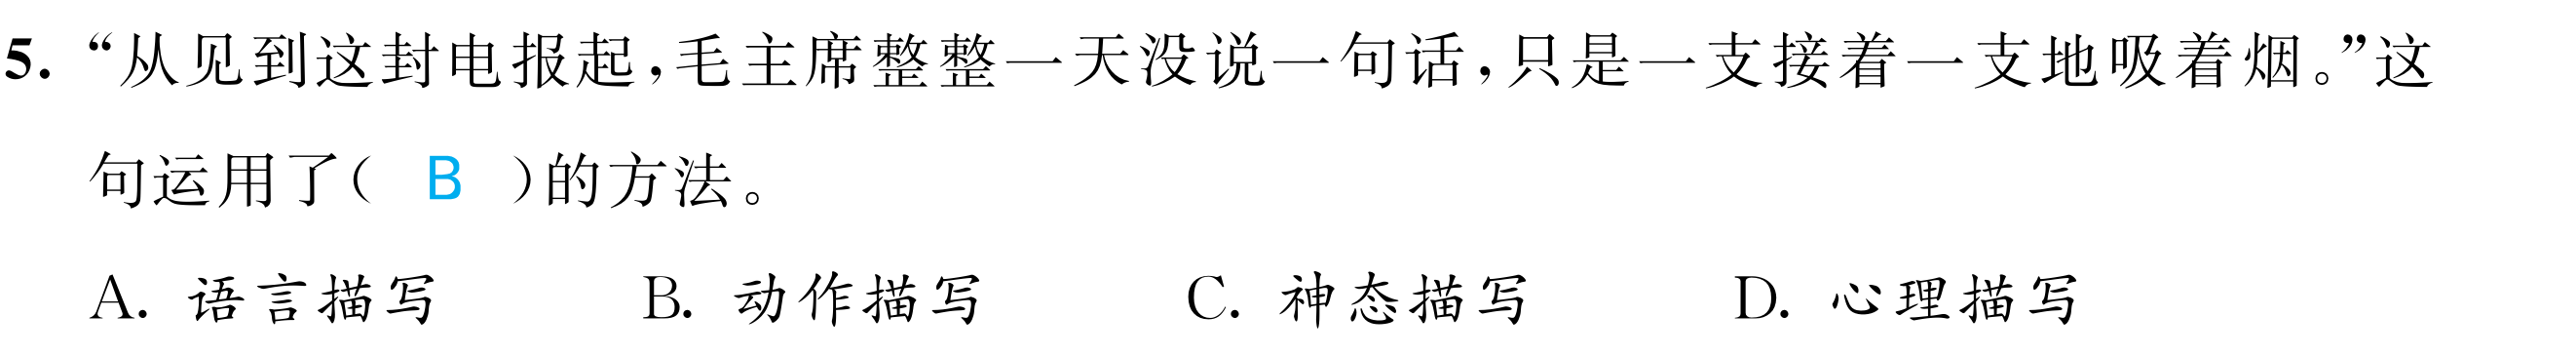 5. “从见到这封电报起,毛主席整整一天没说一句话,只是一支接着一支地吸着烟。”这
句运用了( B )的方法。
A. 语言描写 B. 动作描写 C. 神态描写 D. 心理描写